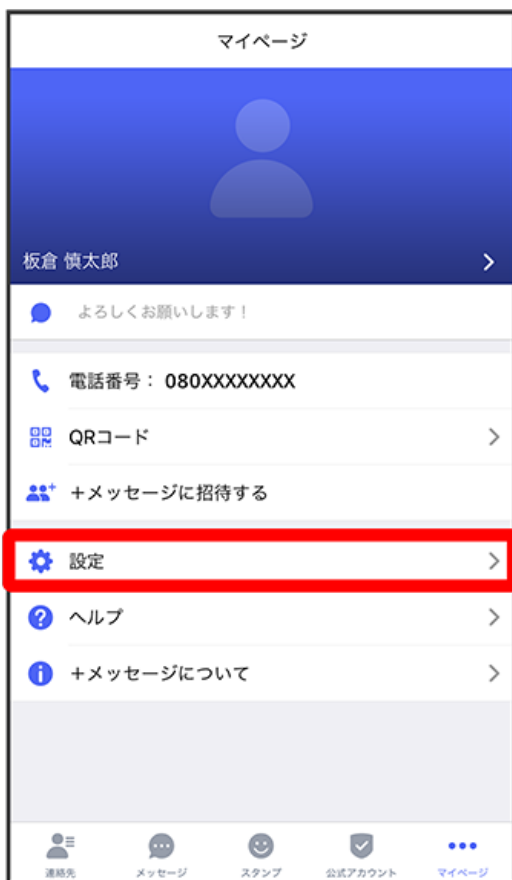 マイページ
板倉 慎太郎
よろしくお願いします！
電話番号： 080XXXXXXXX
QRコード
＋メッセージに招待する
設定
ヘルプ
＋メッセージについて
連絡先 メッセージ スタンプ 公式アカウント マイページ